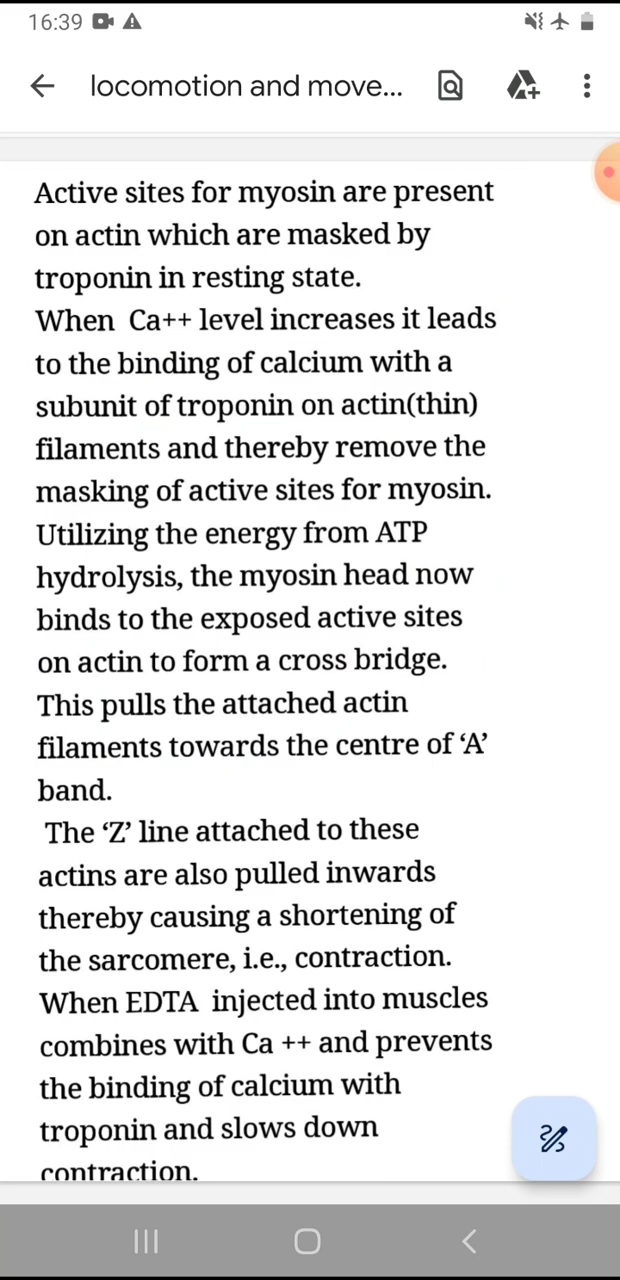 16:39
locomotion and move...
Active sites for myosin are present
on actin which are masked by
troponin in resting state.
When Ca++ level increases it leads
to the binding of calcium with a
subunit of troponin on actin(thin)
filaments and thereby remove the
masking of active sites for myosin.
Utilizing the energy from ATP
hydrolysis, the myosin head now
binds to the exposed active sites
on actin to form a cross bridge.
This pulls the attached actin
filaments towards the centre of ‘A’
band.
The ‘Z’ line attached to these
actins are also pulled inwards
thereby causing a shortening of
the sarcomere, i.e., contraction.
When EDTA injected into muscles
combines with Ca ++ and prevents
the binding of calcium with
troponin and slows down
contraction.